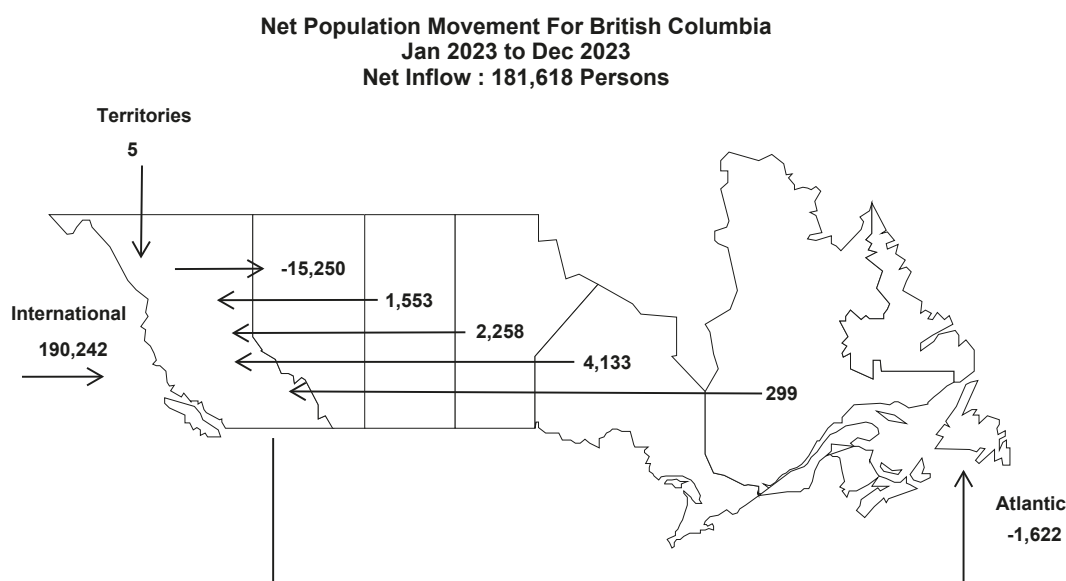 Net Population Movement For British Columbia
Jan 2023 to Dec 2023
Net Inflow : 181,618 Persons
Territories
5
-15,250
1,553
International
2,258
190,242
4,133
299
Atlantic
-1,622